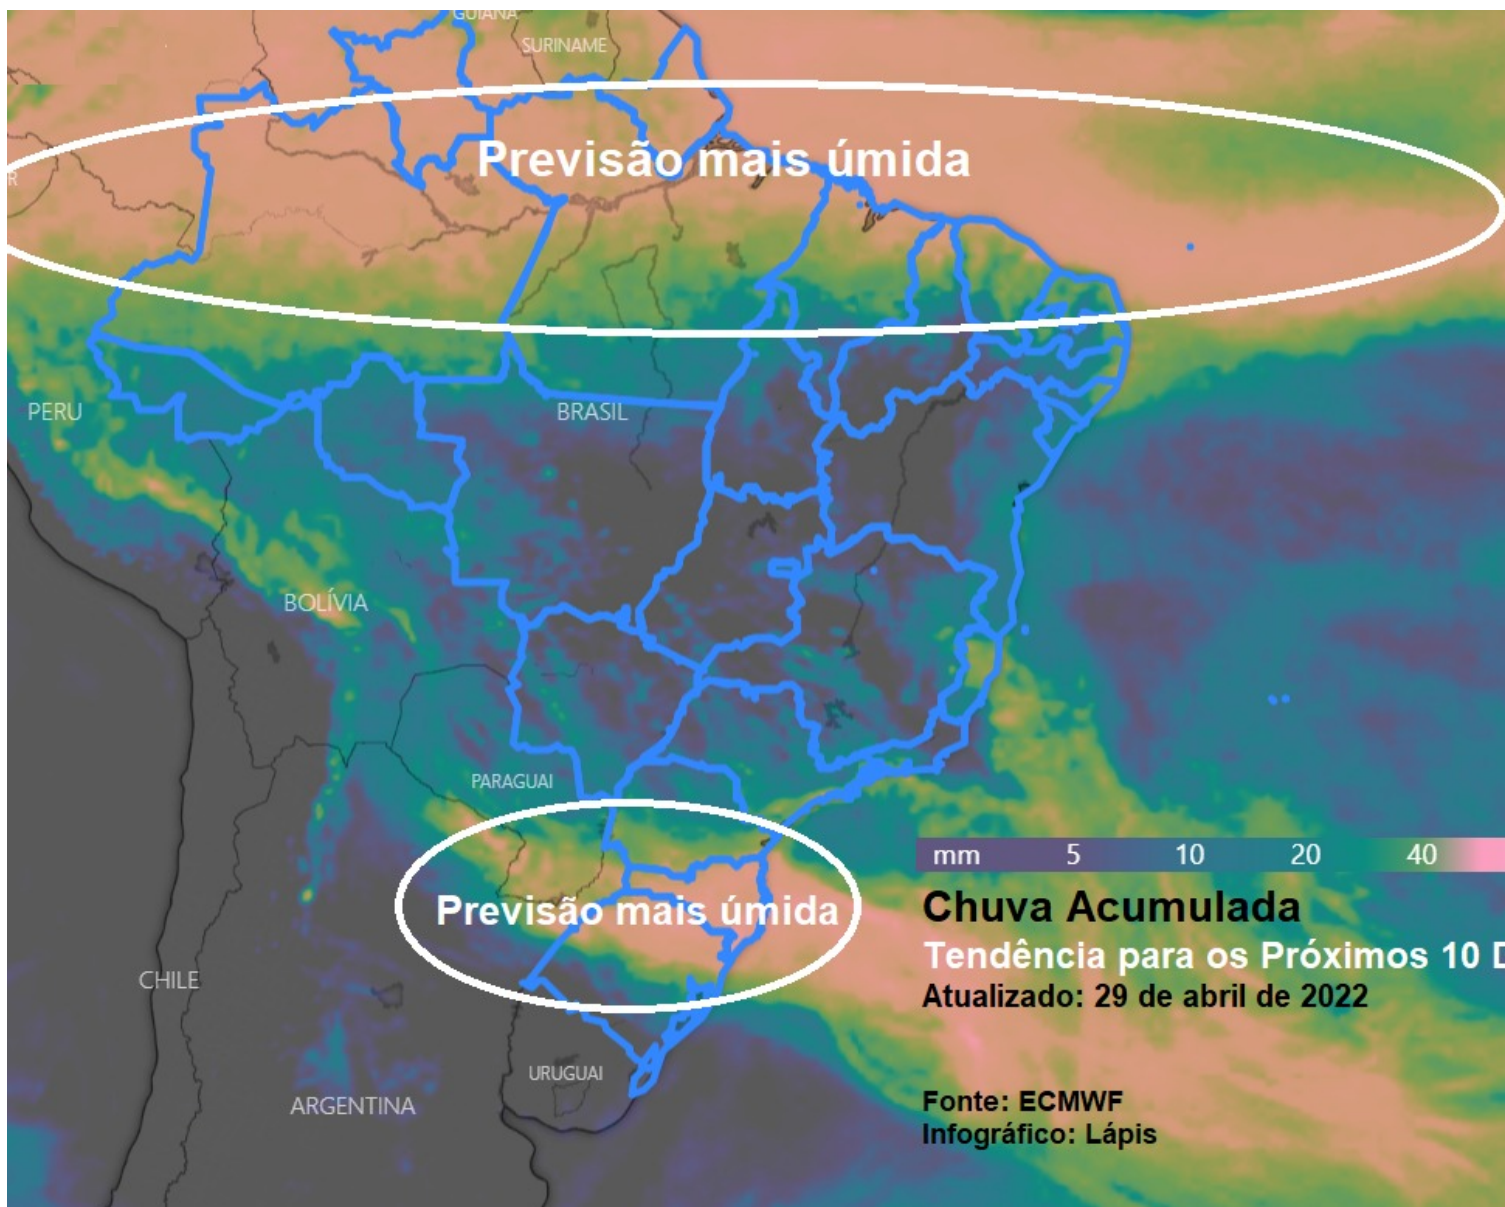 GUIANA
SURINAME
Previsão mais úmida
R
PERU
BRASIL
BOLÍVIA
PARAGUAI
mm 5 10 20 40
Previsão mais úmida
Chuva Acumulada
Tendência para os Próximos 10 D
Atualizado: 29 de abril de 2022
CHILE
URUGUAI
ARGENTINA
Fonte: ECMWF
Infográfico: Lápis